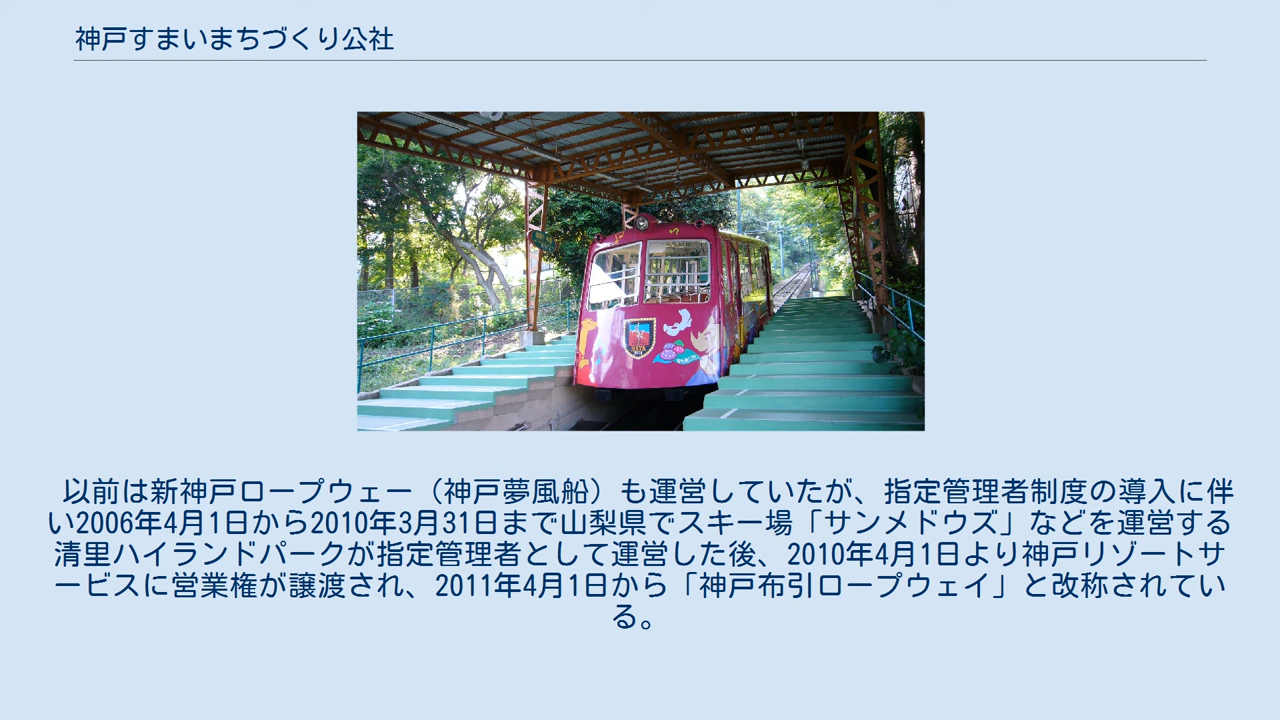 神戸すまいまちづくり公社
以前は新神戸ロープウェー（神戸夢風船）も運営していたが、指定管理者制度の導入に伴
い2006年4月1日から2010年3月31日まで山梨県でスキー場「サンメドウズ」などを運営する
清里ハイランドパークが指定管理者として運営した後、2010年4月1日より神戸リゾートサ
ービスに営業権が譲渡され、2011年4月1日から「神戸布引ロープウェイ」と改称されてい
る。